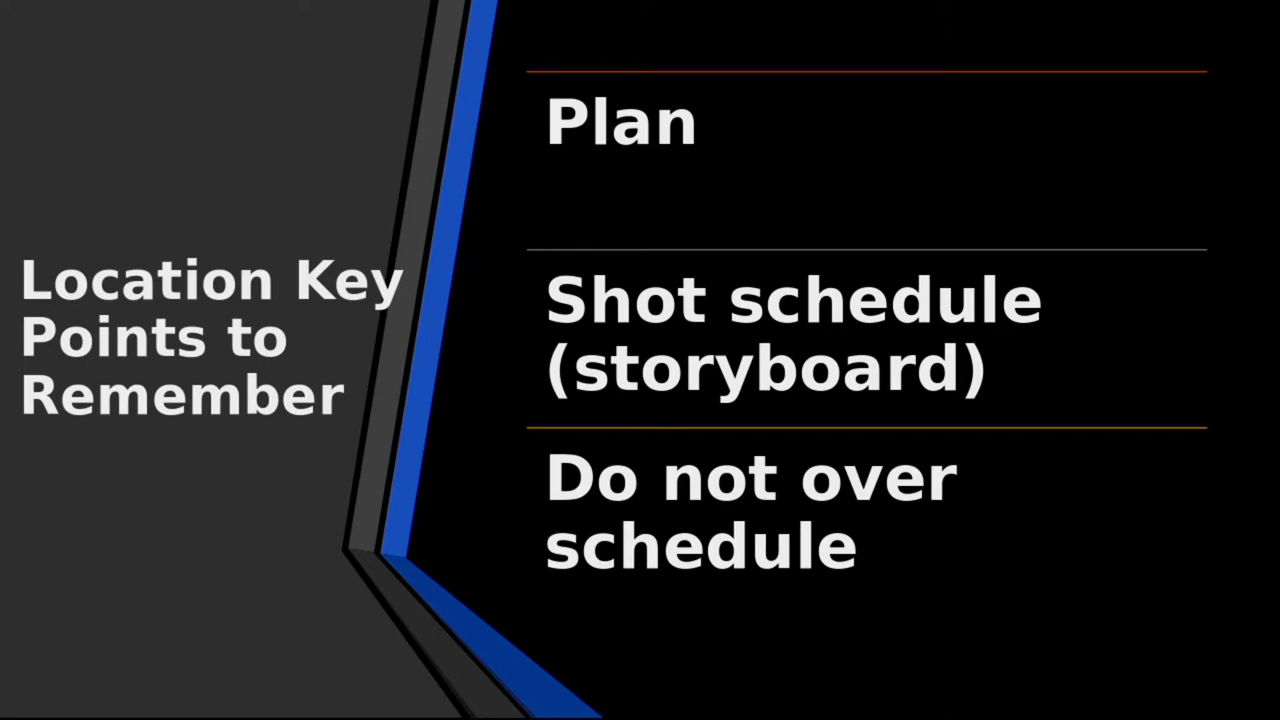 Location Key
Points to
Remember
Plan
Shot schedule
(storyboard)
Do not over
schedule